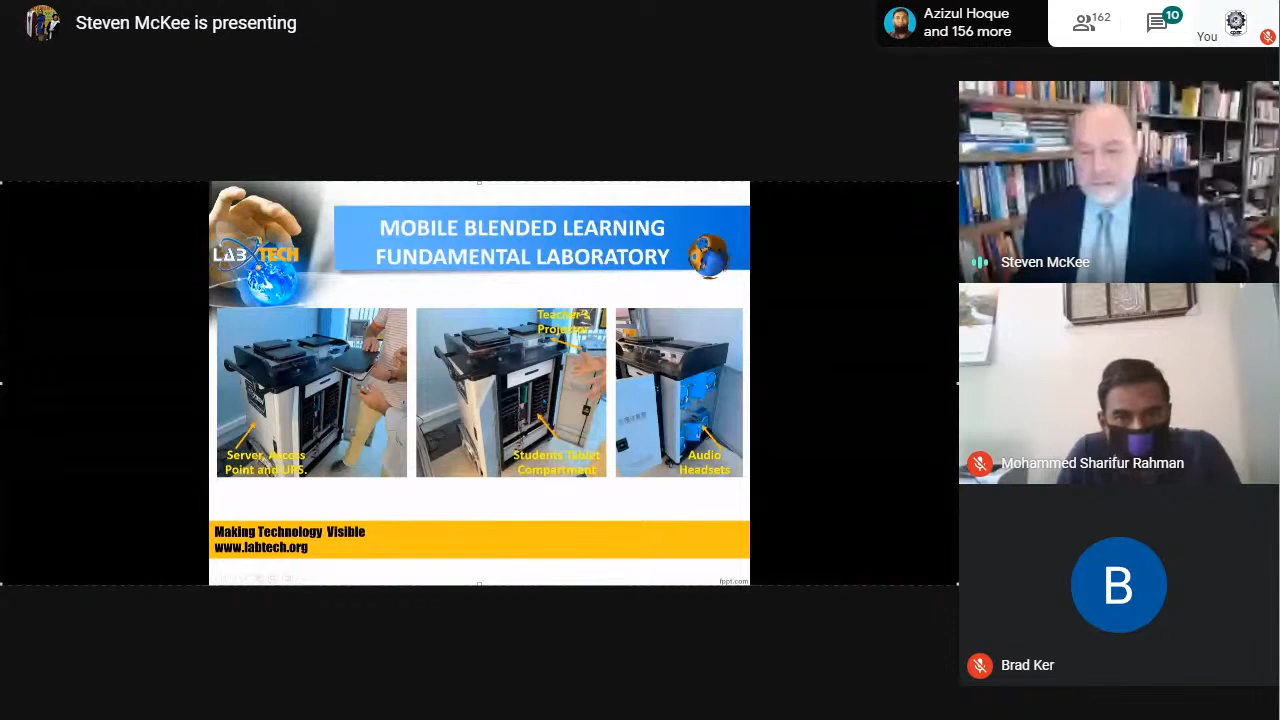 Steven McKee is presenting
Azizul Hoque
and 156 more
162
10
You
LAB TECH
MOBILE BLENDED LEARNING
FUNDAMENTAL LABORATORY
Teacher's
Projector
Server, Access
Point and UPS.
Students Tablet
Compartment
Audio
Headsets
Making Technology Visible
www.labtech.org
fppt.com
Steven McKee
Mohammed Sharifur Rahman
B
Brad Ker